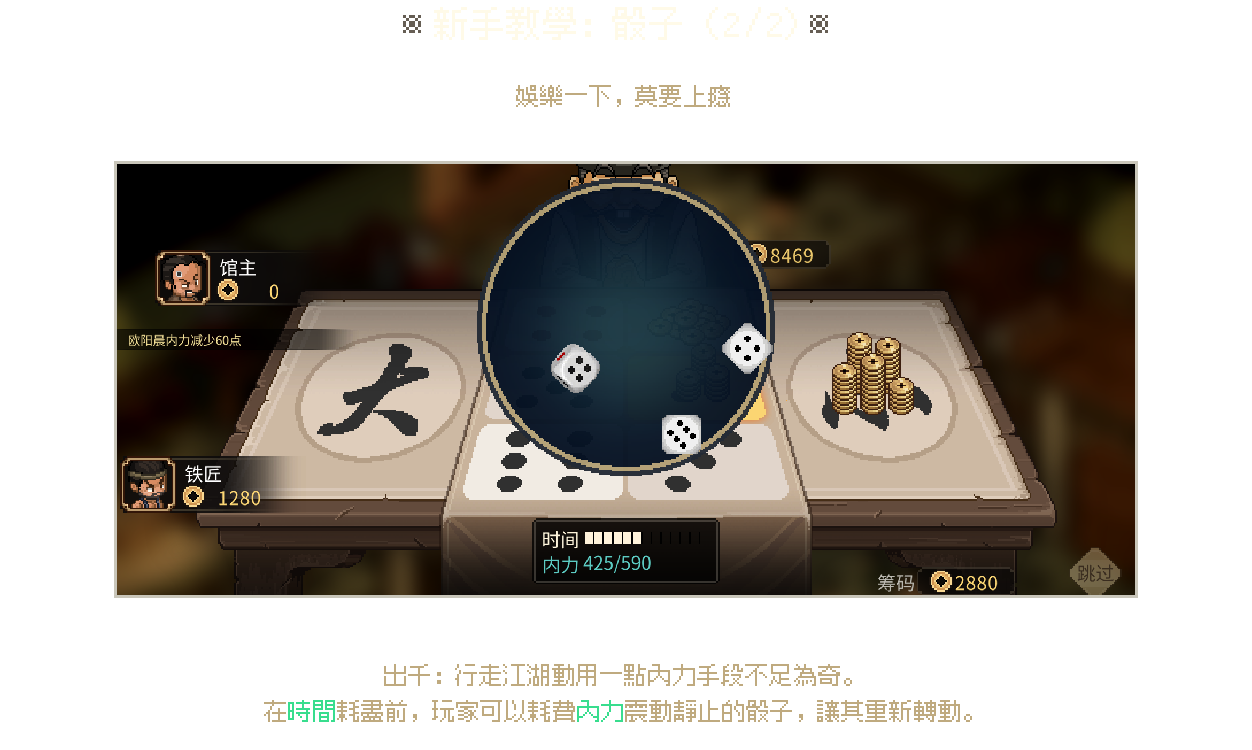 ※ 新手教學：骰子（2/2）※
娛樂一下，莫要上癮
8469
馆主
0
欧阳晨内力减少60点
大
铁匠
1280
时间
内力 425/590
筹码 2880
跳过
出千：行走江湖動用一點內力手段不足為奇。
在時間耗盡前，玩家可以耗費內力震動靜止的骰子，讓其重新轉動。